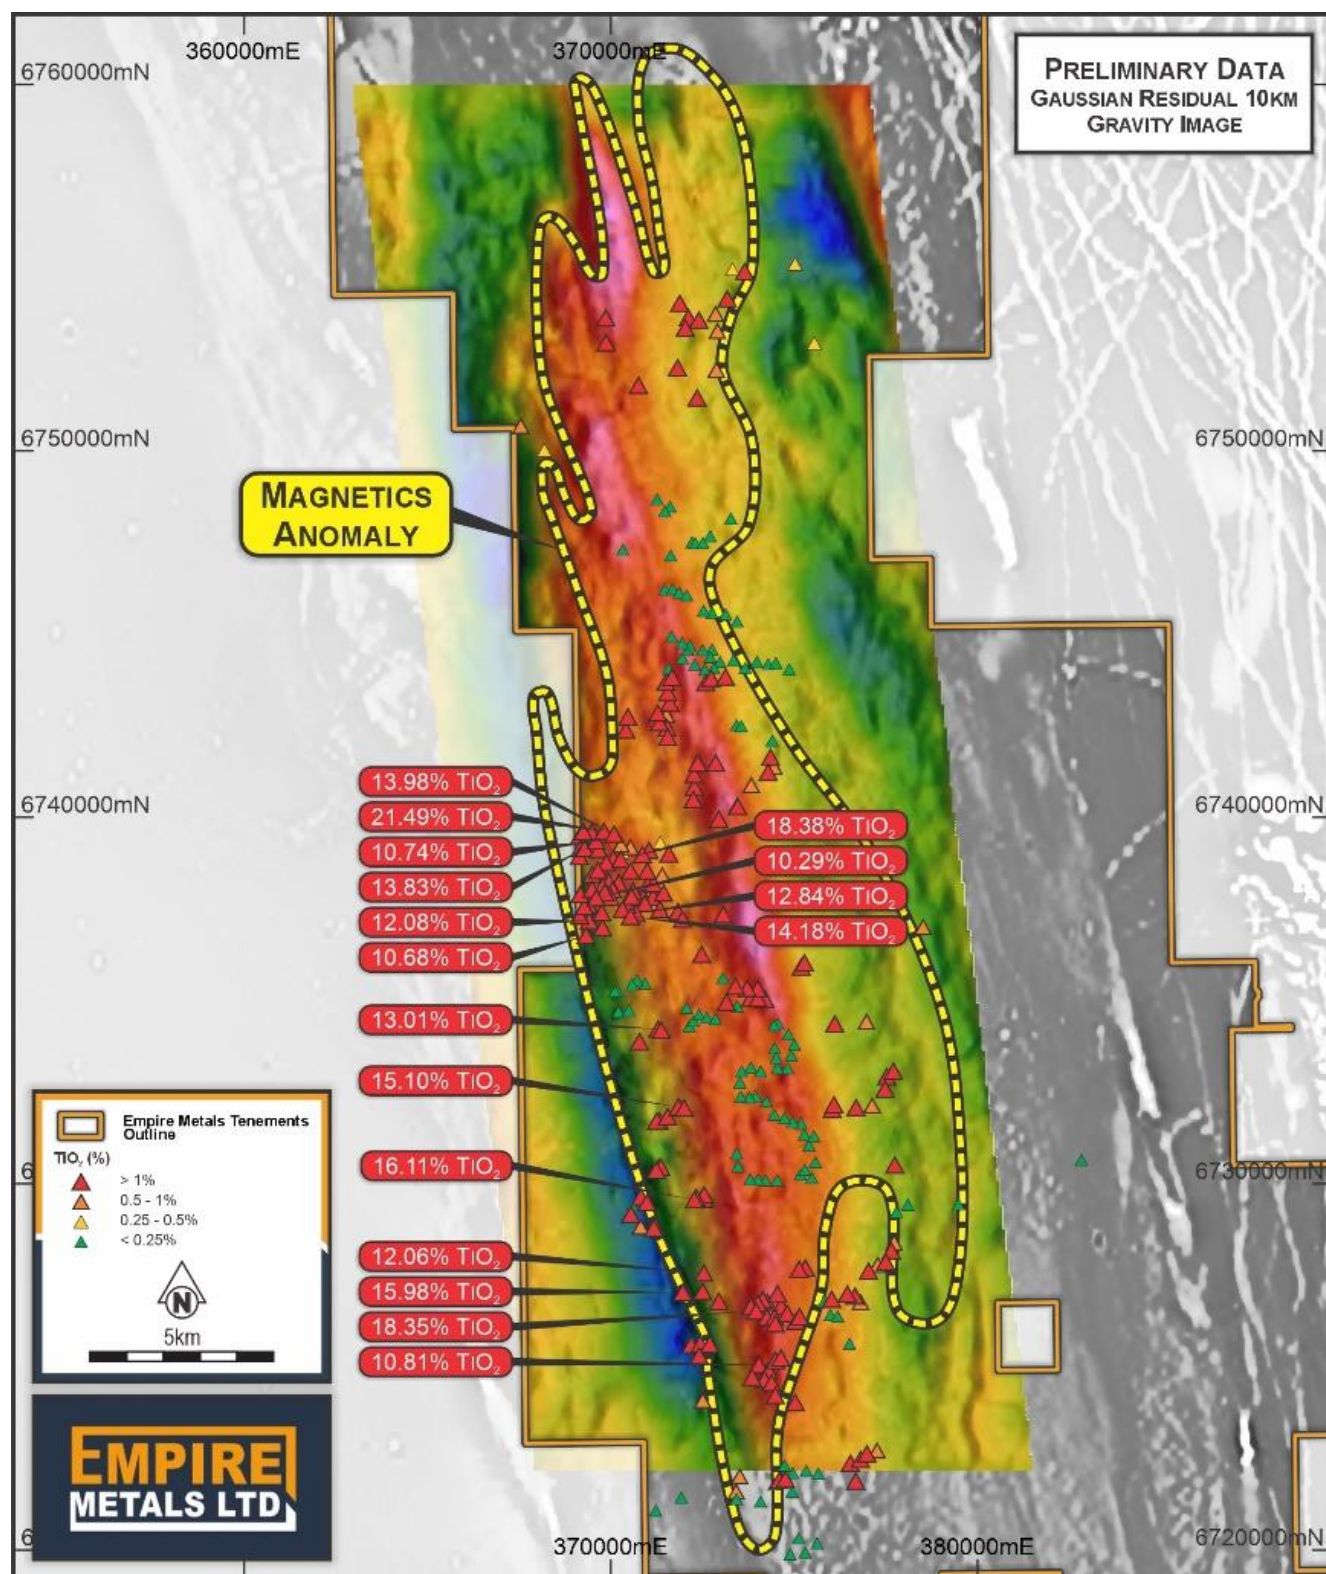 360000mE
370000mE
6760000mN
PRELIMINARY DATA
GAUSSIAN RESIDUAL 10KM
GRAVITY IMAGE
6750000mN
6750000mN
MAGNETICS
ANOMALY
13.98% TIO₂
21.49% TIO₂
10.74% TIO₂
13.83% TIO₂
12.08% TIO₂
10.68% TIO₂
6740000mN
6740000mN
18.38% TIO₂
10.29% TIO₂
12.84% TIO₂
14.18% TIO₂
13.01% TIO₂
15.10% TIO₂
16.11% TIO₂
12.06% TIO₂
15.98% TIO₂
18.35% TIO₂
10.81% TIO₂
6730000mN
Empire Metals Tenements
Outline
TIO₂ (%)
> 1%
0.5 - 1%
0.25 - 0.5%
< 0.25%
N
5km
EMPIRE
METALS LTD
370000mE
380000mE
6720000mN